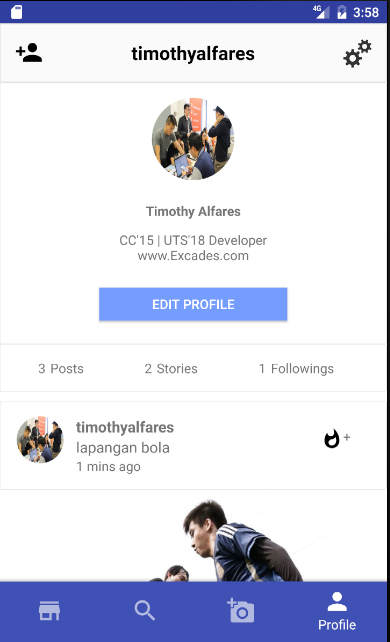 4G 3:58
timothyalfares
Timothy Alfares
CC'15 | UTS'18 Developer
www.Excades.com
EDIT PROFILE
3 Posts 2 Stories 1 Followings
timothyalfares
lapangan bola
1 mins ago
+
Profile